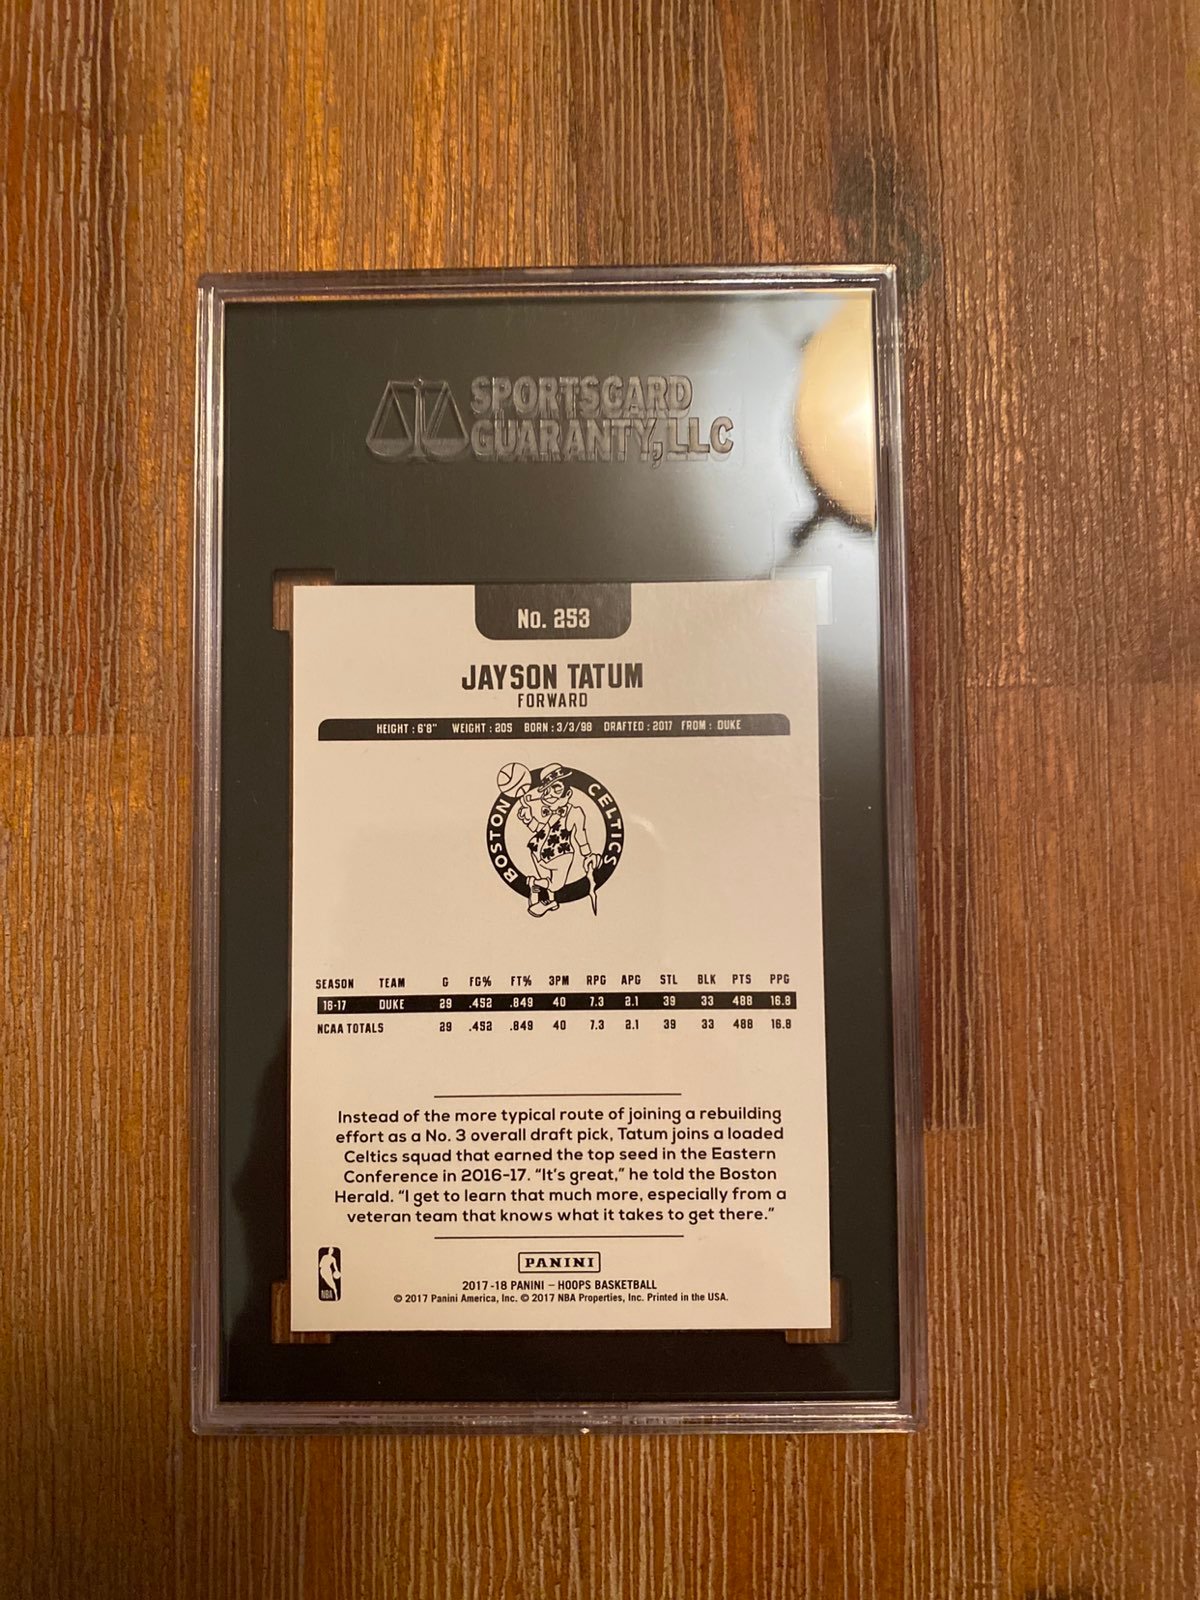 SPORTSCARD
GUARANTY, LLC
No. 253
JAYSON TATUM
FORWARD
HEIGHT : 6'8" WEIGHT : 205 BORN : 3/3/98 DRAFTED : 2017 FROM : DUKE
BOSTON CELTICS
SEASON TEAM G FG% FT% 3PM RPG APG STL BLK PTS PPG
16-17 DUKE 29 .452 .849 40 7.3 2.1 39 33 488 16.8
NCAA TOTALS 29 .452 .849 40 7.3 2.1 39 33 488 16.8
Instead of the more typical route of joining a rebuilding
effort as a No. 3 overall draft pick, Tatum joins a loaded
Celtics squad that earned the top seed in the Eastern
Conference in 2016-17. “It's great,” he told the Boston
Herald. “I get to learn that much more, especially from a
veteran team that knows what it takes to get there.”
PANINI
NBA
2017-18 PANINI – HOOPS BASKETBALL
© 2017 Panini America, Inc. © 2017 NBA Properties, Inc. Printed in the USA.